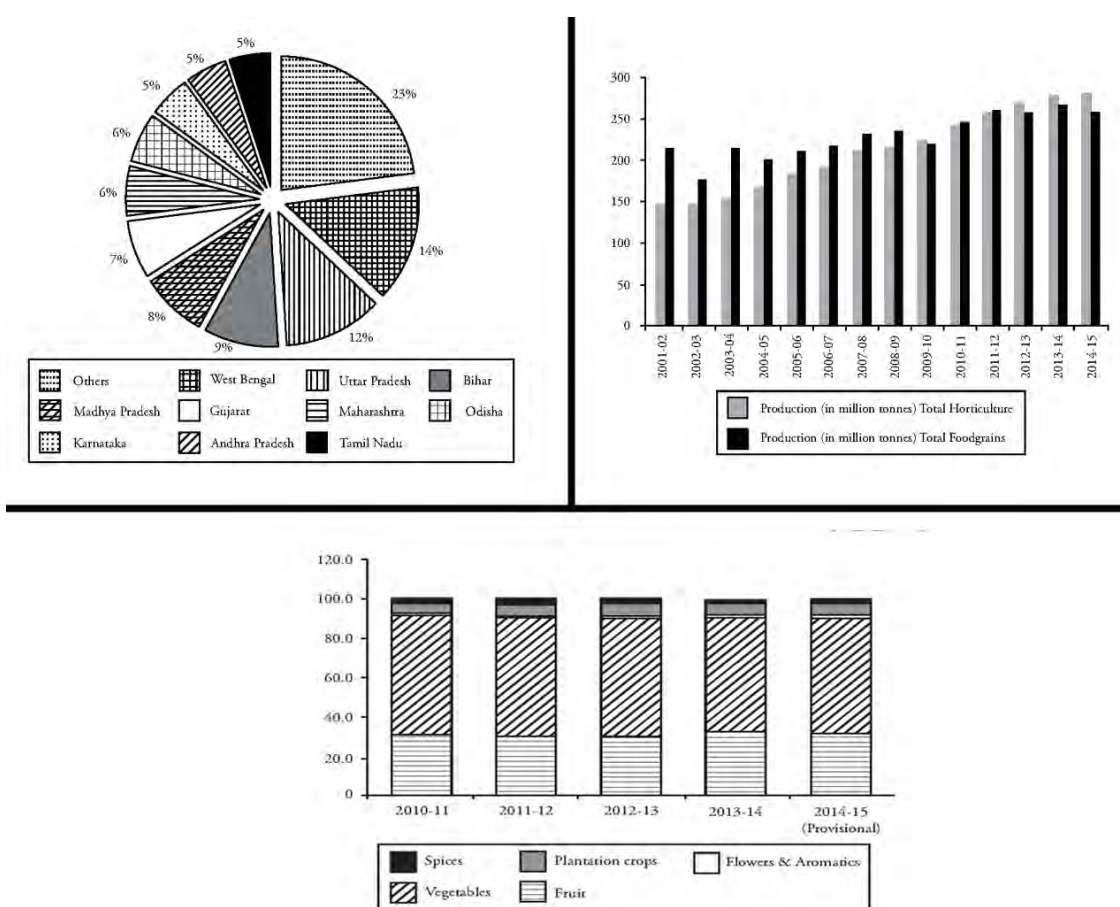 5%
5%
5%
6%
6%
7%
8%
9%
12%
14%
23%
Others
West Bengal
Uttar Pradesh
Bihar
Madhya Pradesh
Gujarat
Maharashtra
Odisha
Karnataka
Andhra Pradesh
Tamil Nadu
300
250
200
150
200
50
0
2001-02
2002-03
2003-04
2004-05
2005-06
2006-07
2007-08
2008-09
2009-10
2010-11
2011-12
2012-13
2013-14
2014-15
Production (in million tonnes) Total Horticulture
Production (in million tonnes) Total Foodgrains
120.0
100.0
80.0
60.0
40.0
20.0
0
2010-11
2011-12
2012-13
2013-14
2014-15
(Provisional)
Spices
Plantation crops
Flowers & Aromatics
Vegetables
Fruit